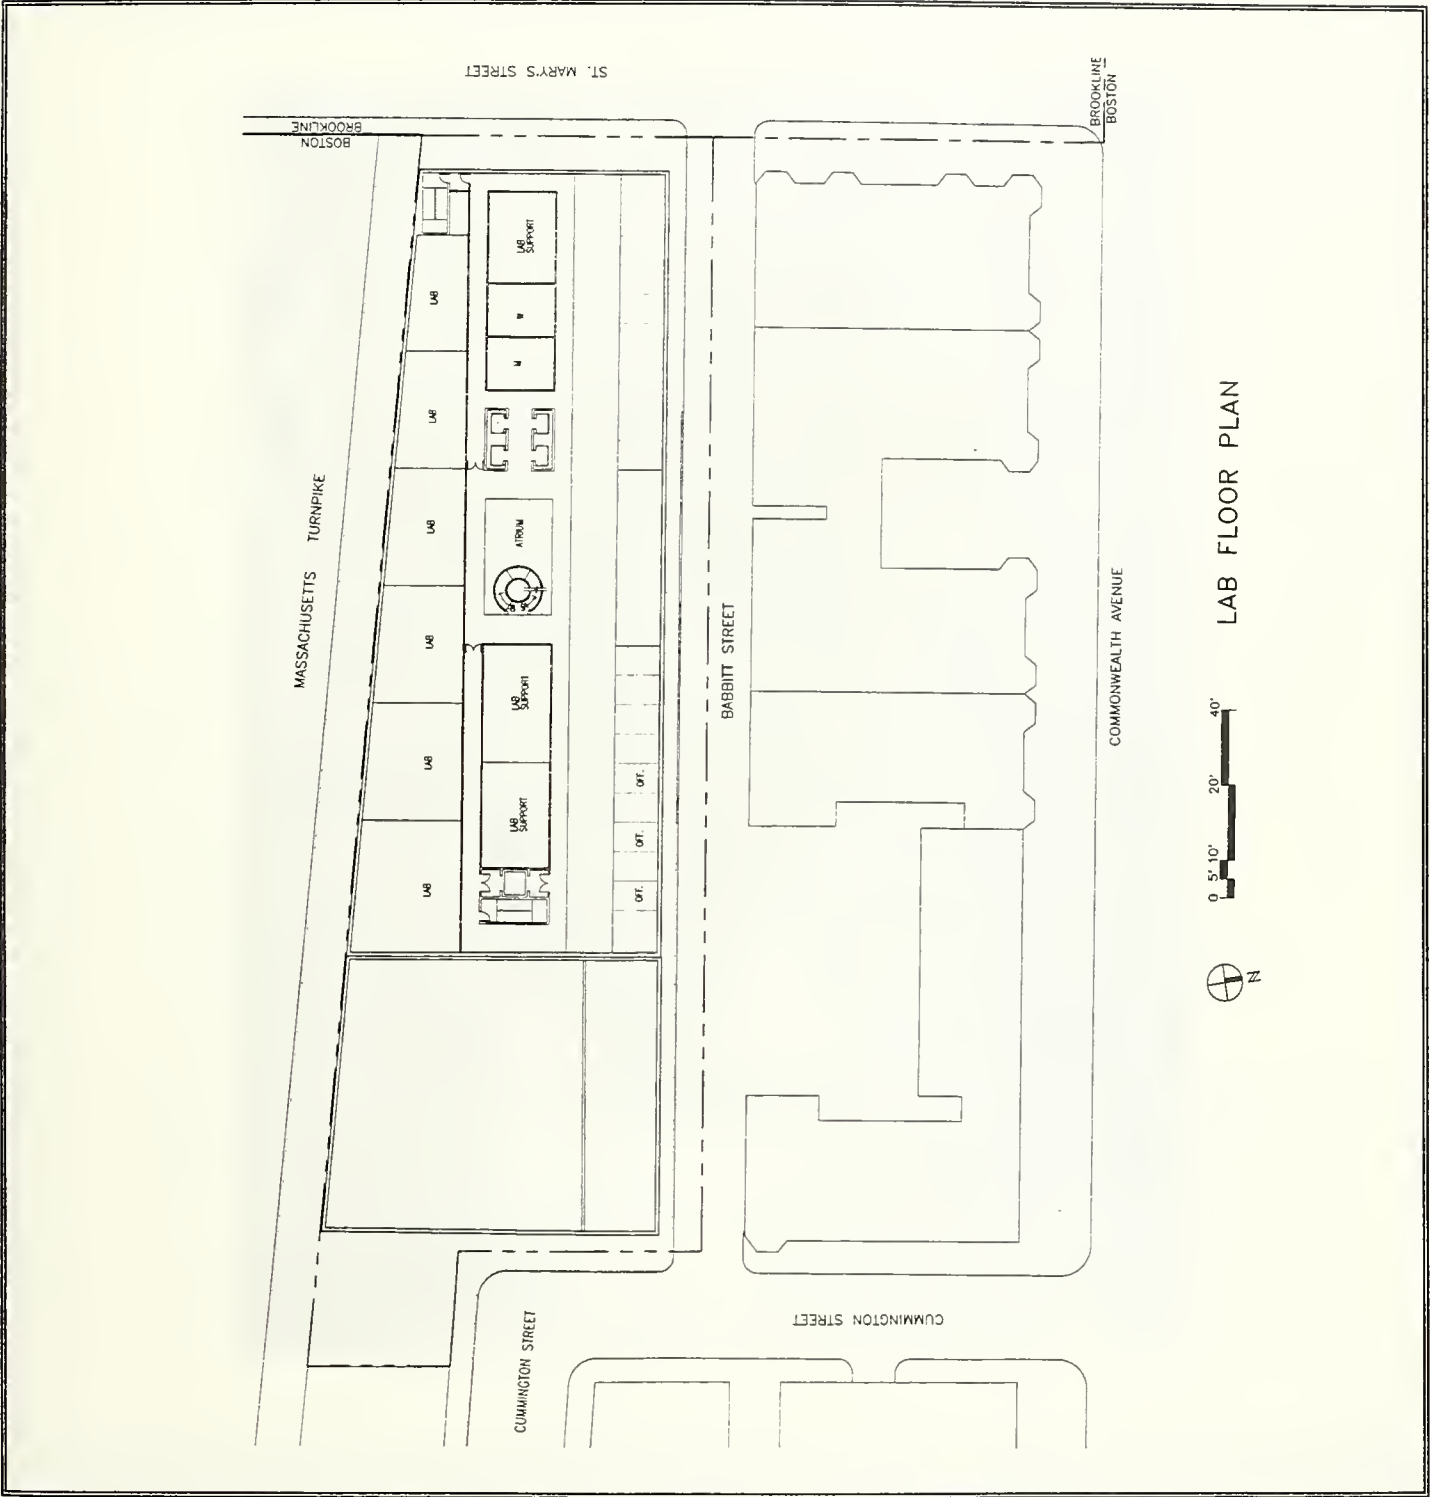 ST. MARY'S STREET
BROOKLINE
BOSTON
BROOKLINE
BOSTON
MASSACHUSETTS TURNPIKE
LAB
LAB
LAB
LAB
LAB
LAB
LAB
SUPPORT
W
M
ATRIUM
LAB
SUPPORT
LAB
SUPPORT
OFF.
OFF.
OFF.
BABBITT STREET
COMMONWEALTH AVENUE
CUMMINGTON STREET
CUMMINGTON STREET
LAB FLOOR PLAN
0 5' 10' 20' 40'
N